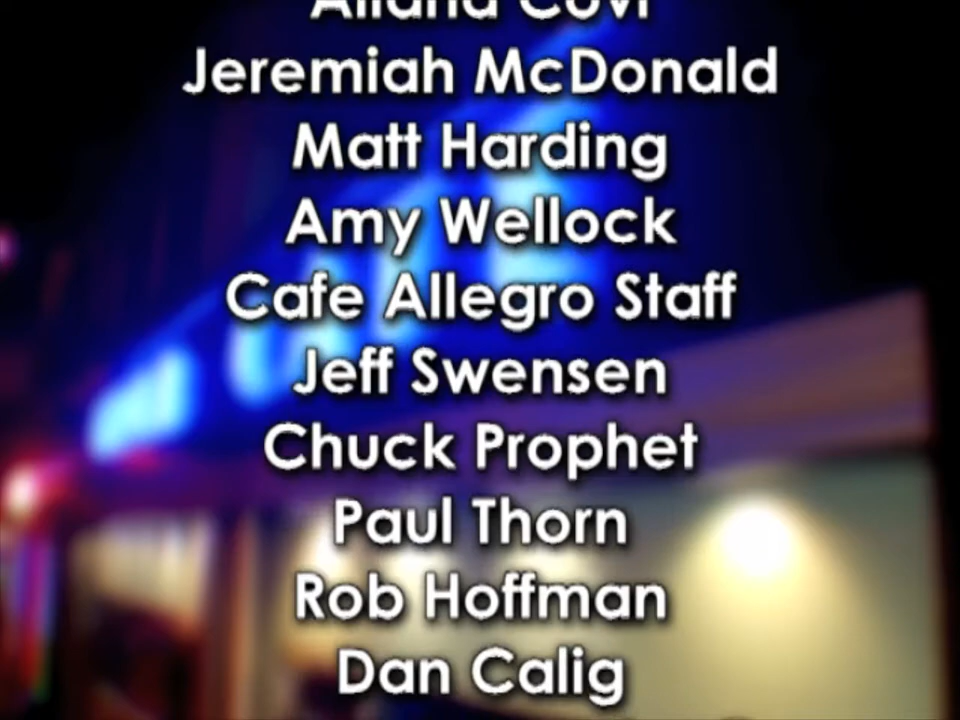 Jeremiah McDonald
Matt Harding
Amy Wellock
Cafe Allegro Staff
Jeff Swensen
Chuck Prophet
Paul Thorn
Rob Hoffman
Dan Calig